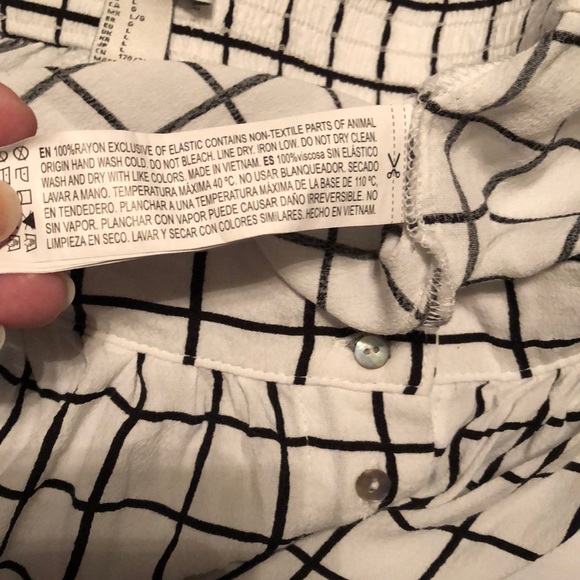 L
L/G
G
L
L
L
EN 100%RAYON EXCLUSIVE OF ELASTIC CONTAINS NON-TEXTILE PARTS OF ANIMAL
ORIGIN HAND WASH COLD. DO NOT BLEACH. LINE DRY. IRON LOW. DO NOT DRY CLEAN.
WASH AND DRY WITH LIKE COLORS. MADE IN VIETNAM. ES 100%viscosa SIN ELÁSTICO
LAVAR A MANO. TEMPERATURA MÁXIMA 40 ºC. NO USAR BLANQUEADOR. SECADO
EN TENDEDERO. PLANCHAR A UNA TEMPERATURA MÁXIMA DE LA BASE DE 110 ºC,
SIN VAPOR. PLANCHAR CON VAPOR PUEDE CAUSAR DAÑO IRREVERSIBLE. NO
LIMPIEZA EN SECO. LAVAR Y SECAR CON COLORES SIMILARES. HECHO EN VIETNAM.